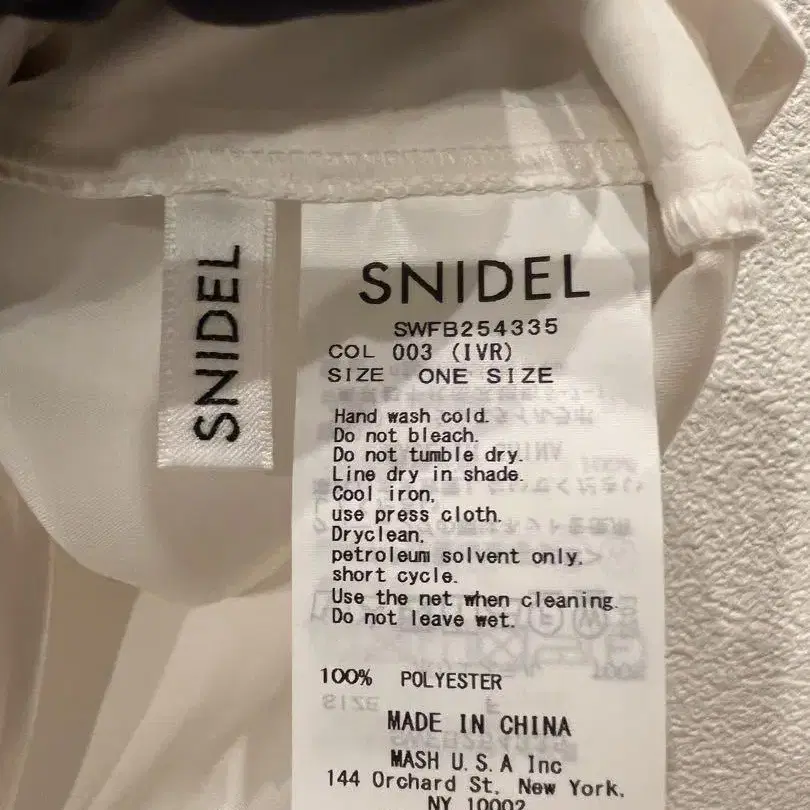 SNIDEL
SNIDEL
SWFB254335
COL 003 (IVR)
SIZE ONE SIZE
Hand wash cold.
Do not bleach.
Do not tumble dry.
Line dry in shade.
Cool iron,
use press cloth.
Dryclean,
petroleum solvent only.
short cycle.
Use the net when cleaning.
Do not leave wet.
100% POLYESTER
MADE IN CHINA
MASH U.S.A Inc
144 Orchard St, New York,
NY 10002